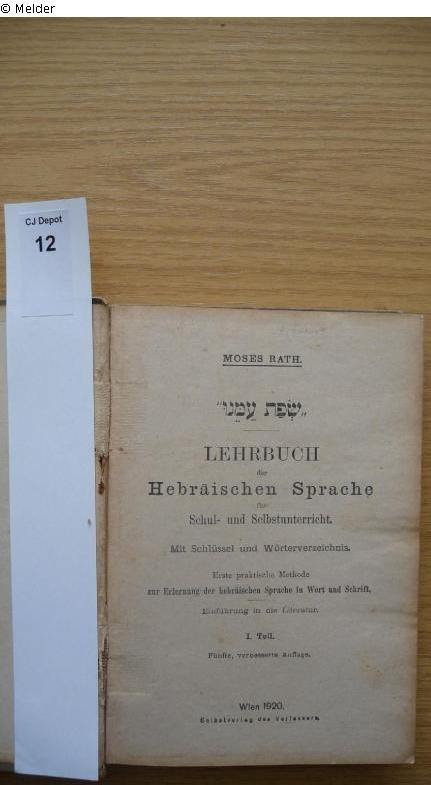 © Melder
CJ Depot
12
MOSES RATH.
„שְׂפַת עַמֵּנוּ“
LEHRBUCH
der
Hebräischen Sprache
für
Schul- und Selbstunterricht.
Mit Schlüssel und Wörterverzeichnis.
Erste praktische Methode
zur Erlernung der hebräischen Sprache in Wort und Schrift,
Einführung in die Literatur.
I. Teil.
Fünfte, verbesserte Auflage.
Wien 1920.
Selbstverlag des Verfassers.